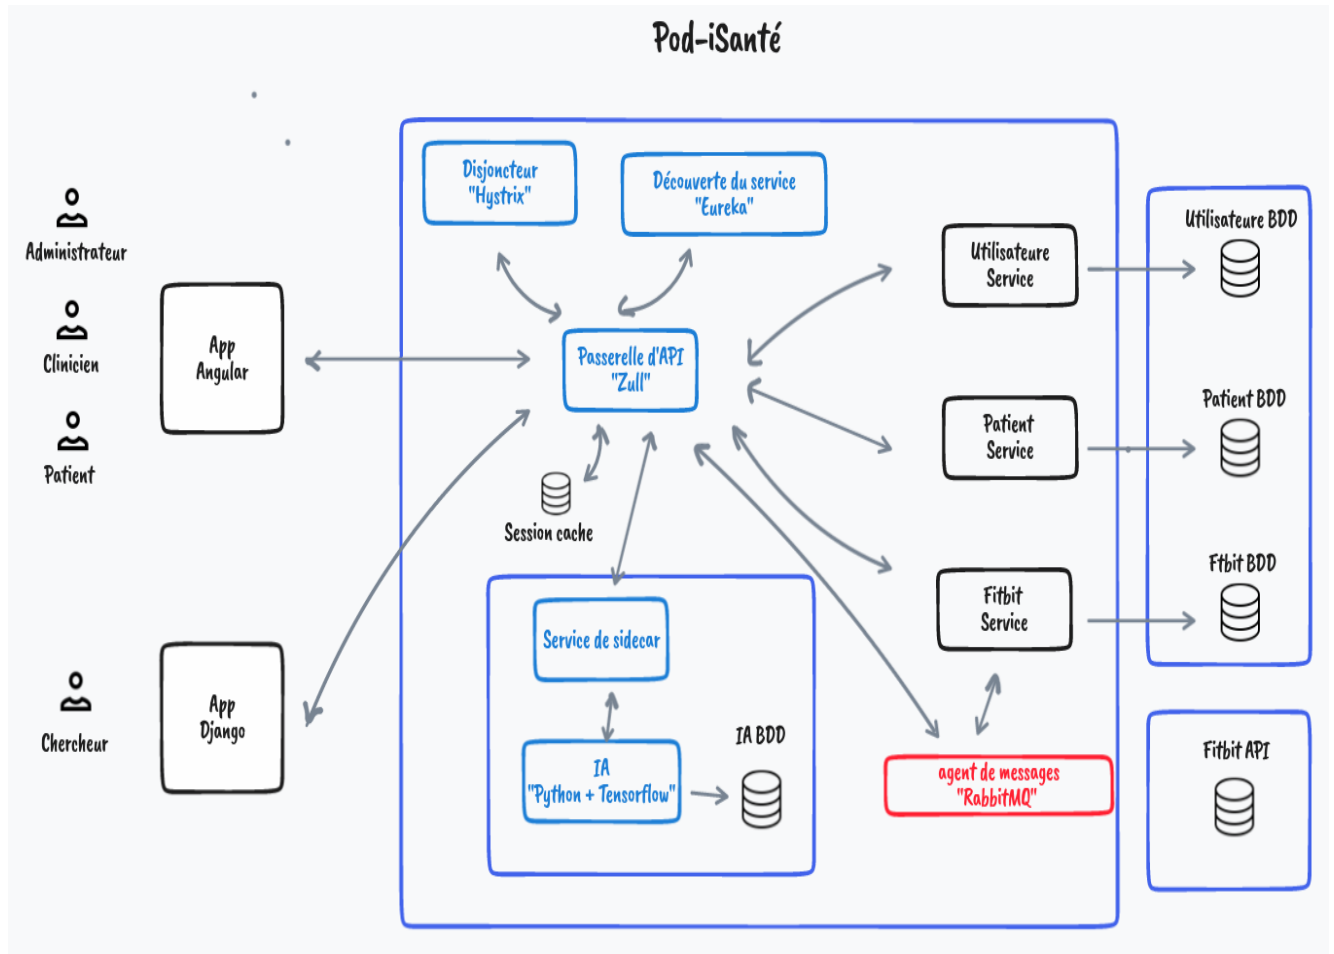 Pod-iSanté
Disjoncteur
"Hystrix"
Découverte du service
"Eureka"
Administrateur
Clinicien
Patient
App
Angular
Passerelle d'API
"Zull"
Session cache
Utilisateure
Service
Utilisateure BDD
Patient
Service
Patient BDD
Fitbit
Service
Ftbit BDD
Chercheur
App
Django
Service de sidecar
IA
"Python + Tensorflow"
IA BDD
agent de messages
"RabbitMQ"
Fitbit API